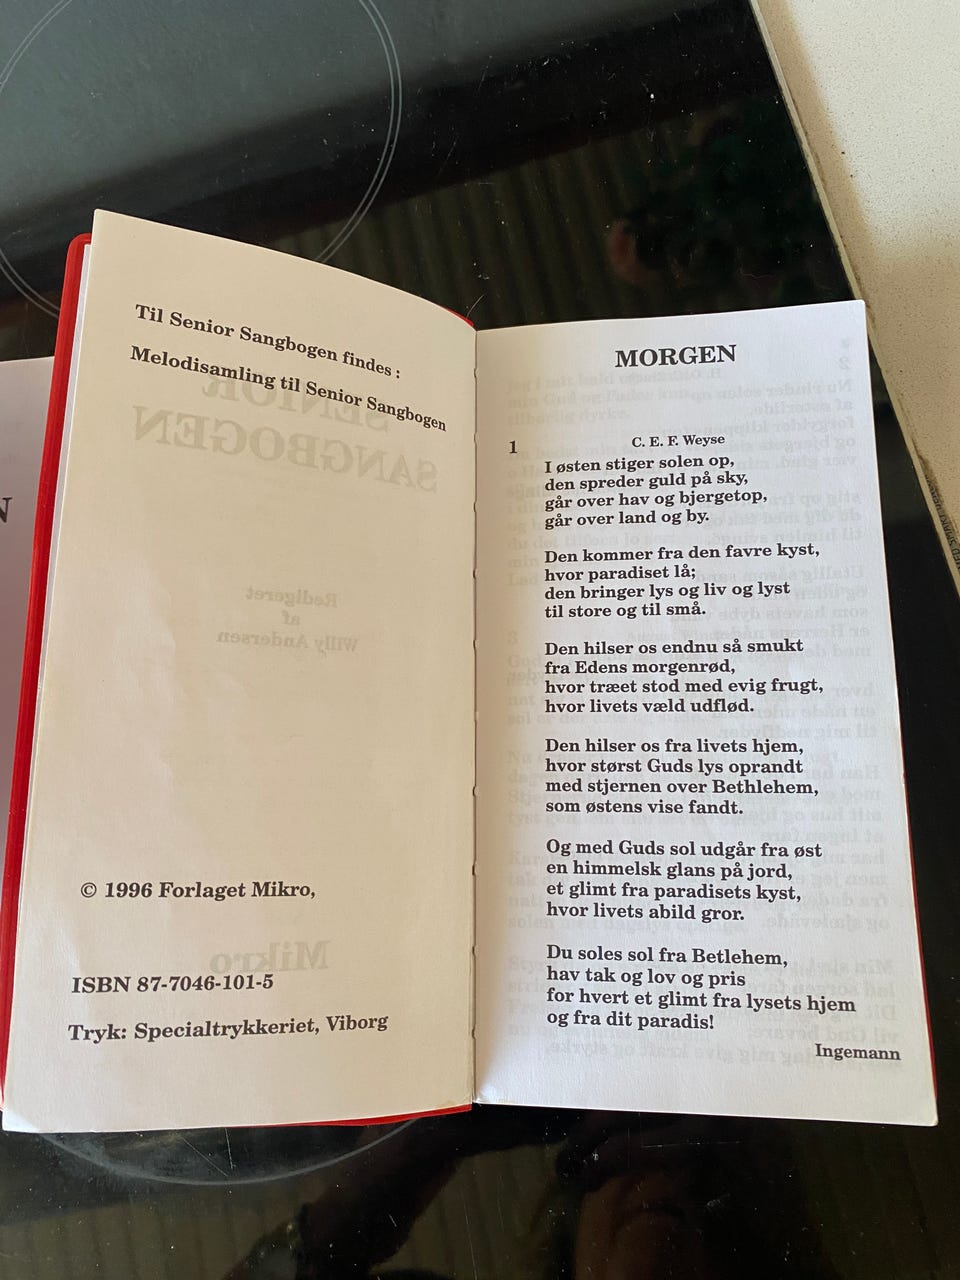 Til Senior Sangbogen findes :
Melodisamling til Senior Sangbogen
SENIOR
SANGBOGEN
Redigeret
af
Willy Andersen
© 1996 Forlaget Mikro,
Mikro
ISBN 87-7046-101-5
Tryk: Specialtrykkeriet, Viborg
MORGEN
1
C. E. F. Weyse
I østen stiger solen op,
den spreder guld på sky,
går over hav og bjergetop,
går over land og by.
Den kommer fra den favre kyst,
hvor paradiset lå;
den bringer lys og liv og lyst
til store og til små.
Den hilser os endnu så smukt
fra Edens morgenrød,
hvor træet stod med evig frugt,
hvor livets væld udflød.
Den hilser os fra livets hjem,
hvor størst Guds lys oprandt
med stjernen over Bethlehem,
som østens vise fandt.
Og med Guds sol udgår fra øst
en himmelsk glans på jord,
et glimt fra paradisets kyst,
hvor livets abild gror.
Du soles sol fra Betlehem,
hav tak og lov og pris
for hvert et glimt fra lysets hjem
og fra dit paradis!
Ingemann